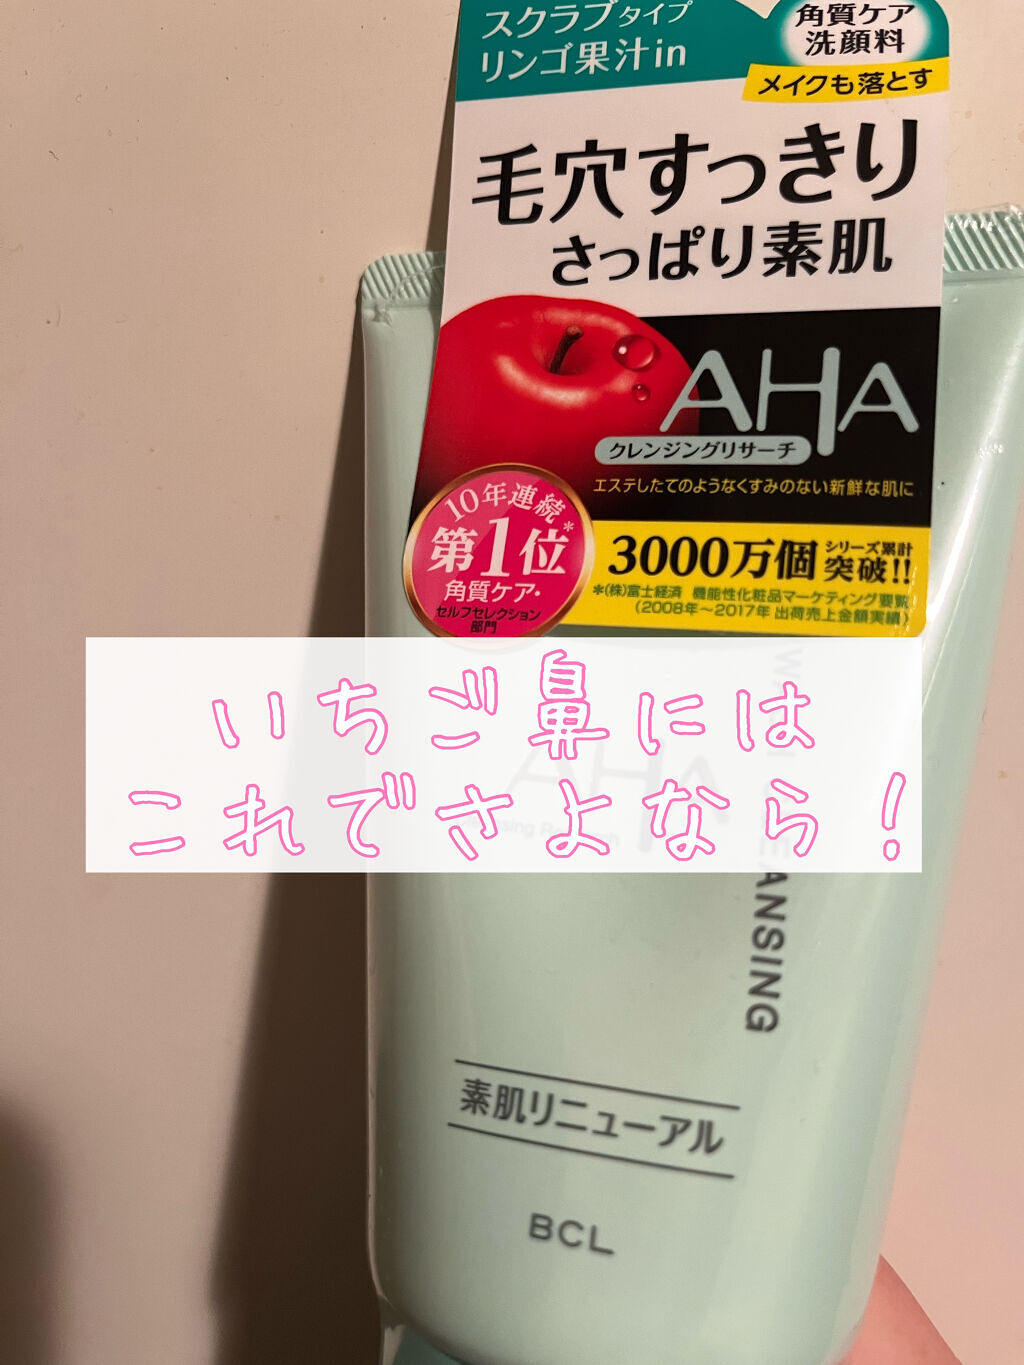 スクラブタイプ
リンゴ果汁in
角質ケア
洗顔料
メイクも落とす
毛穴すっきり
さっぱり素肌
AHA
クレンジングリサーチ
エステしたてのようなくすみのない新鮮な肌に
10年連続
第1位*
角質ケア・
セルフセレクション
部門
3000万個シリーズ累計突破!!
*(株)富士経済 機能性化粧品マーケティング要覧
(2008年~2017年 出荷売上金額実績)
いちご鼻には
これでさよなら!
AHA
WASH CLEANSING
素肌リニューアル
BCL